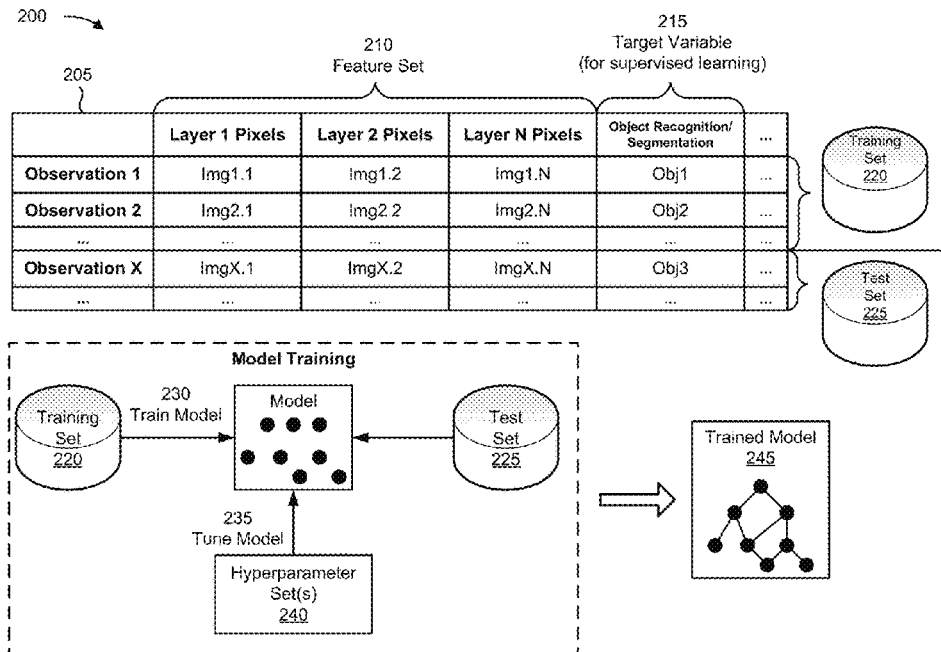 200
205
210
Feature Set
215
Target Variable
(for supervised learning)
Layer 1 Pixels Layer 2 Pixels Layer N Pixels Object Recognition/ Segmentation ...
Observation 1 Img1.1 Img1.2 Img1.N Obj1 ...
Observation 2 Img2.1 Img2.2 Img2.N Obj2 ...
... ... ... ... ... ...
Observation X ImgX.1 ImgX.2 ImgX.N Obj3 ...
... ... ... ... ... ...
Training
Set
220
Test
Set
225
Model Training
Training
Set
220
230
Train Model
Model
Test
Set
225
235
Tune Model
Hyperparameter
Set(s)
240
Trained Model
245